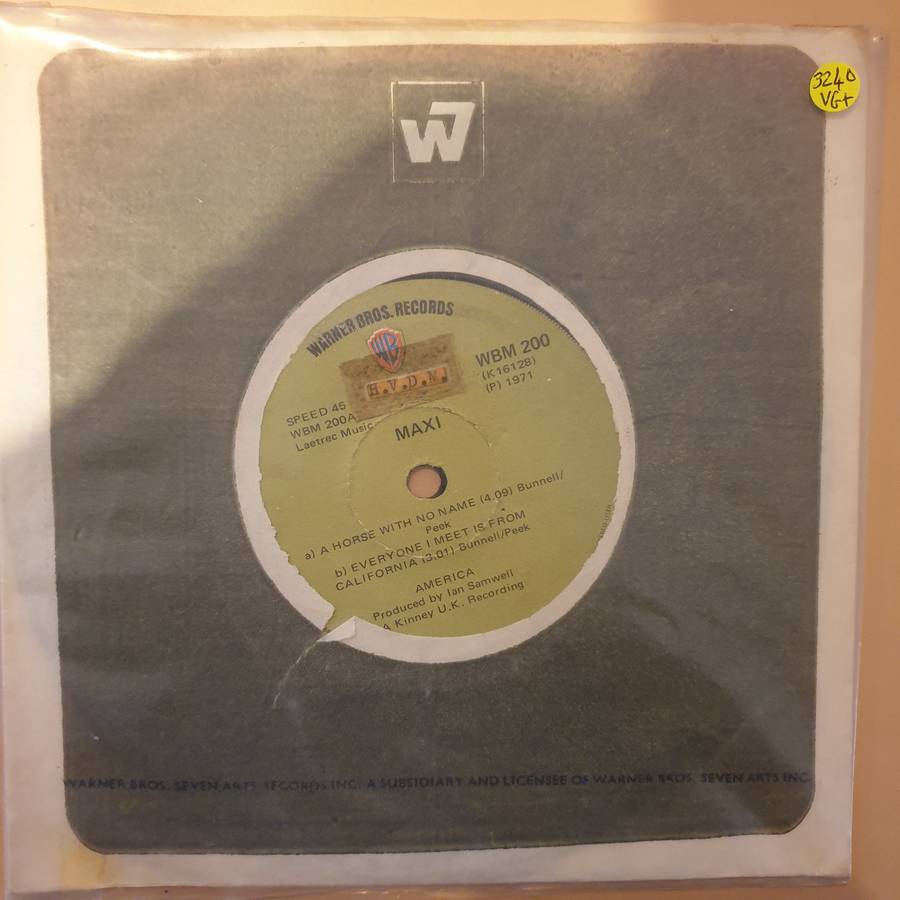 W7
3240
VG+
WARNER BROS. RECORDS
WB
H.V.D.M.
WBM 200
(K16128)
(P) 1971
SPEED 45
WBM 200A
Laetrec Music
MAXI
a) A HORSE WITH NO NAME (4.09) Bunnell/
Peek
b) EVERYONE I MEET IS FROM
CALIFORNIA (3.01) Bunnell/Peek
AMERICA
Produced by Ian Samwell
A Kinney U.K. Recording
WARNER BROS. SEVEN ARTS RECORDS INC. A SUBSIDIARY AND LICENSEE OF WARNER BROS. SEVEN ARTS INC.